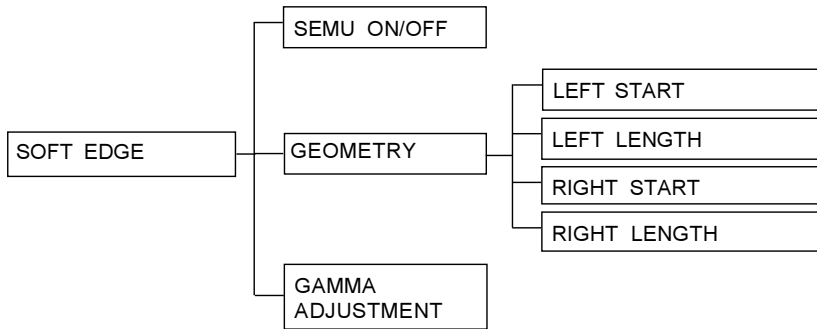 SEMU ON/OFF
LEFT START
LEFT LENGTH
SOFT EDGE
GEOMETRY
RIGHT START
RIGHT LENGTH
GAMMA
ADJUSTMENT